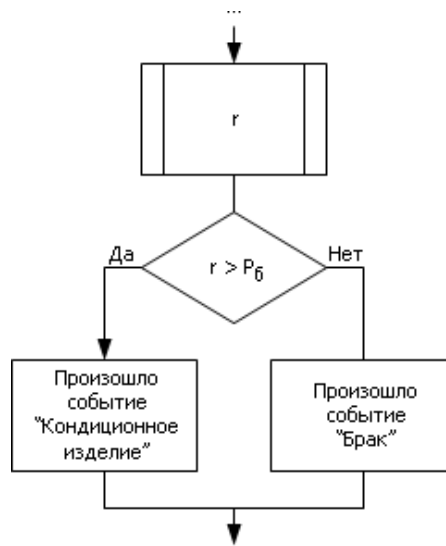 ...
r
Да
Нет
r > Pб
Произошло
событие
"Кондиционное
изделие"
Произошло
событие
"Брак"